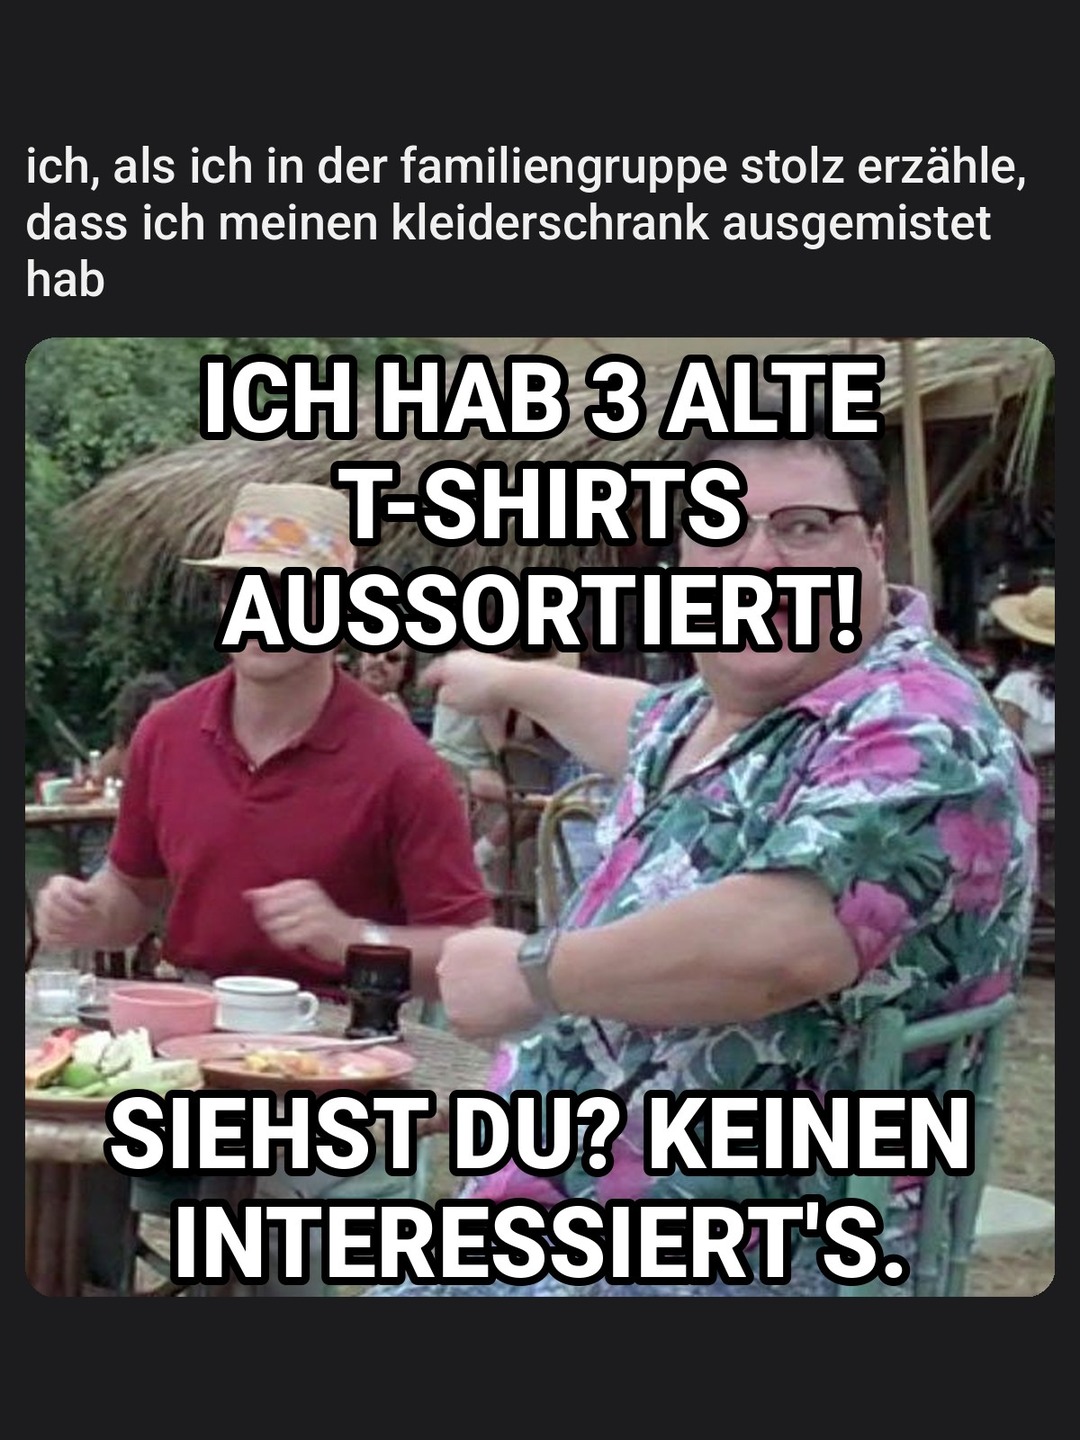 ich, als ich in der familiengruppe stolz erzähle,
dass ich meinen kleiderschrank ausgemistet
hab
ICH HAB 3 ALTE
T-SHIRTS
AUSSORTIERT!
SIEHST DU? KEINEN
INTERESSIERT'S.